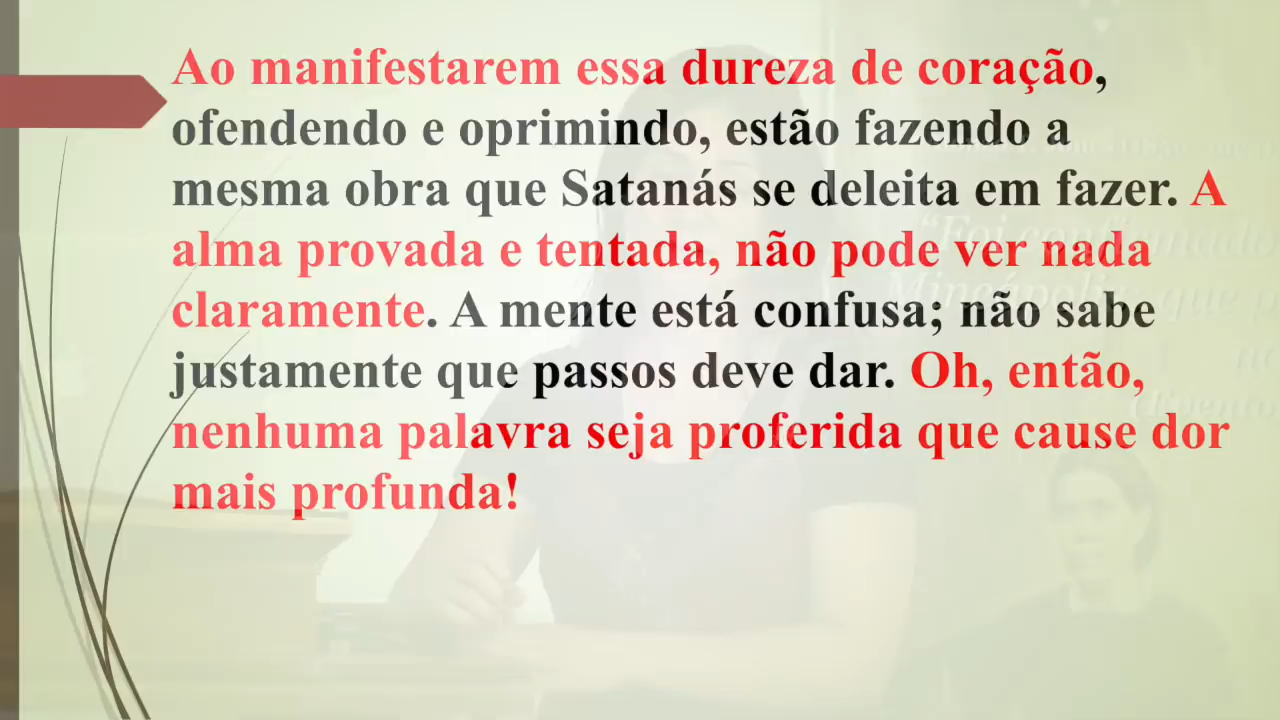 Ao manifestarem essa dureza de coração,
ofendendo e oprimindo, estão fazendo a
mesma obra que Satanás se deleita em fazer. A
alma provada e tentada, não pode ver nada
claramente. A mente está confusa; não sabe
justamente que passos deve dar. Oh, então,
nenhuma palavra seja proferida que cause dor
mais profunda!